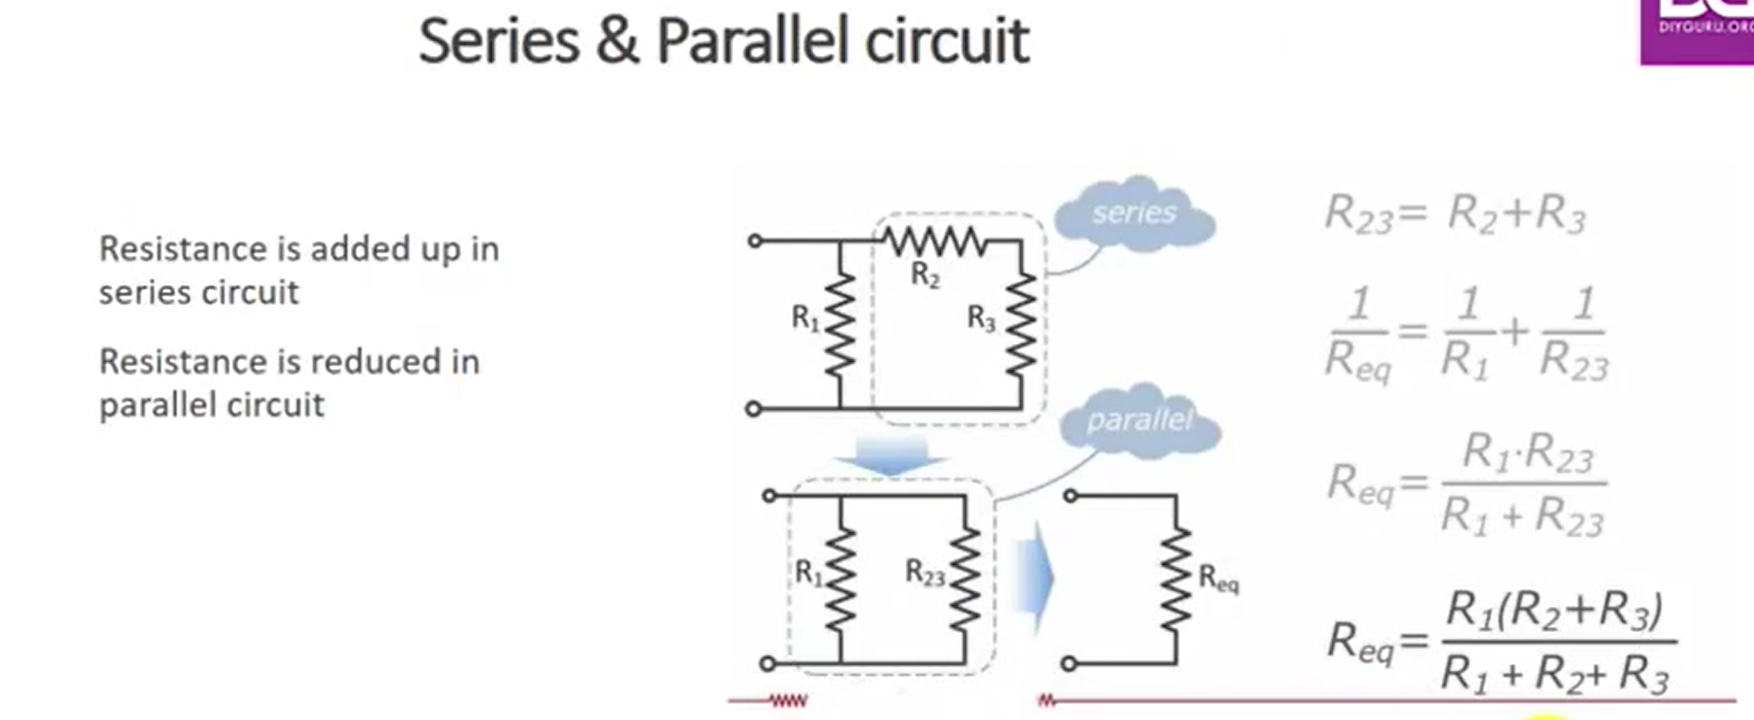 Series & Parallel circuit
DIYGURU.ORG
Resistance is added up in
series circuit
Resistance is reduced in
parallel circuit
series
R₂
R₁
R₃
parallel
R₁
R₂₃
Req
R₂₃= R₂+R₃
1/Req = 1/R₁ + 1/R₂₃
Req= R₁·R₂₃ / R₁ + R₂₃
Req= R₁(R₂+R₃) / R₁ + R₂+ R₃